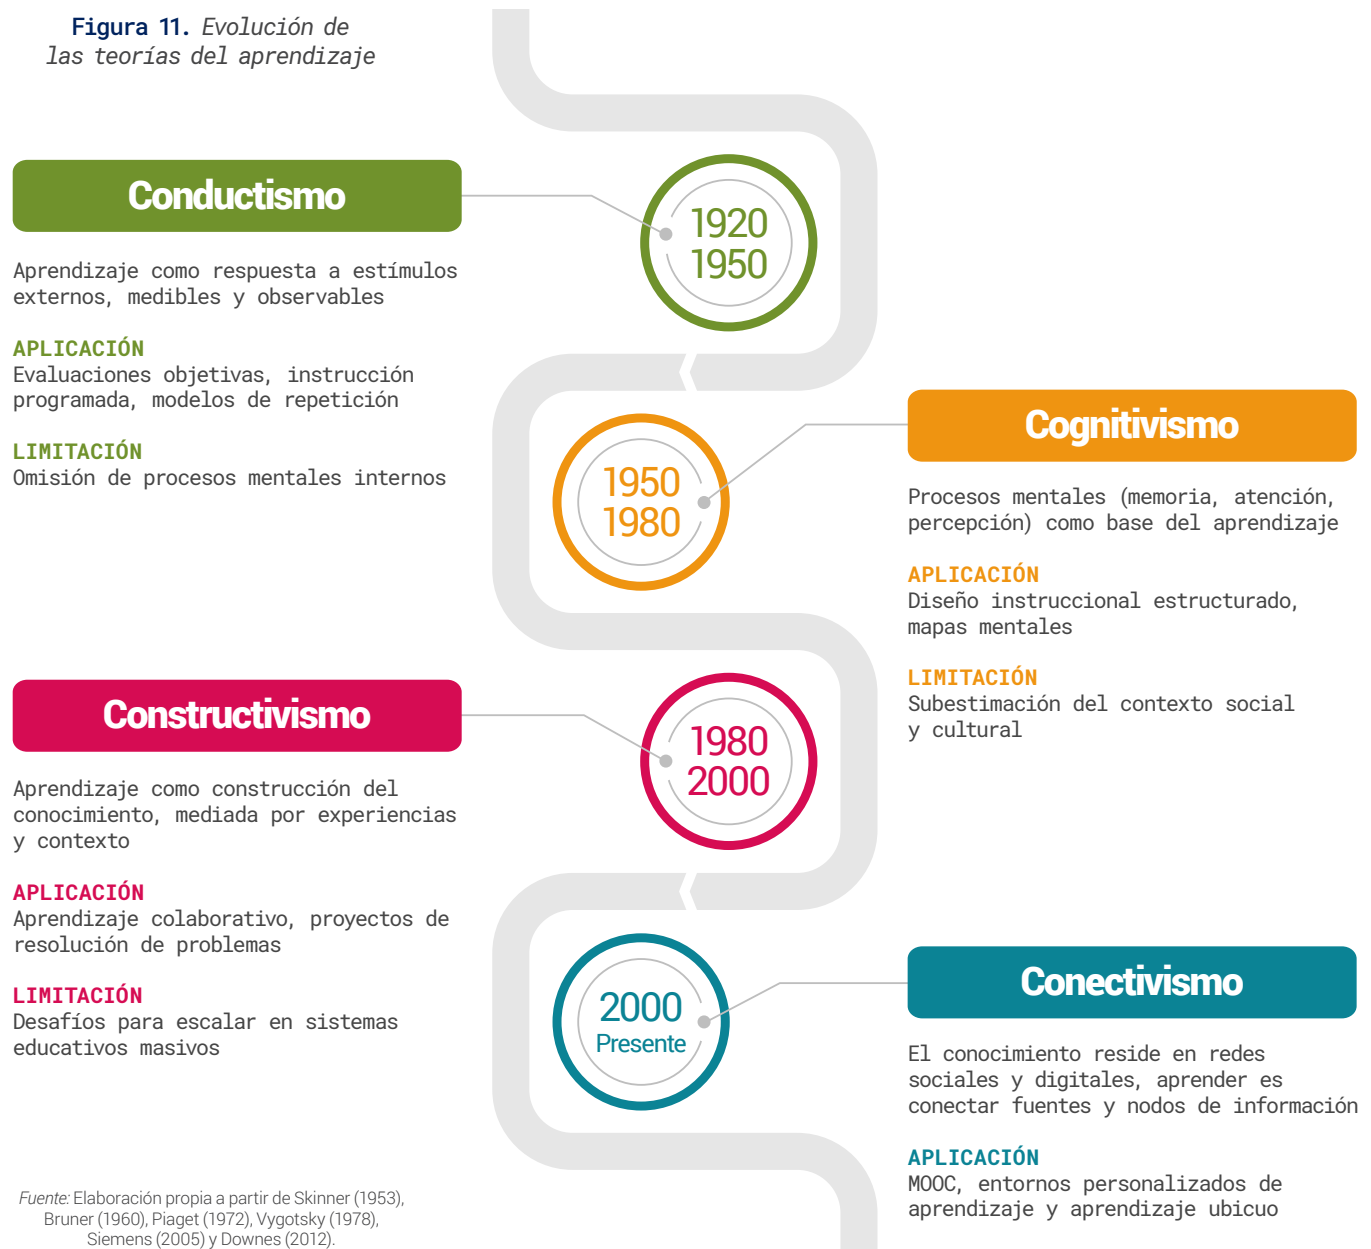 Figura 11. Evolución de
las teorías del aprendizaje
Conductismo
1920
1950
Aprendizaje como respuesta a estímulos
externos, medibles y observables
APLICACIÓN
Evaluaciones objetivas, instrucción
programada, modelos de repetición
LIMITACIÓN
Omisión de procesos mentales internos
Cognitivismo
1950
1980
Procesos mentales (memoria, atención,
percepción) como base del aprendizaje
APLICACIÓN
Diseño instruccional estructurado,
mapas mentales
LIMITACIÓN
Subestimación del contexto social
y cultural
Constructivismo
1980
2000
Aprendizaje como construcción del
conocimiento, mediada por experiencias
y contexto
APLICACIÓN
Aprendizaje colaborativo, proyectos de
resolución de problemas
LIMITACIÓN
Desafíos para escalar en sistemas
educativos masivos
Conectivismo
2000
Presente
El conocimiento reside en redes
sociales y digitales, aprender es
conectar fuentes y nodos de información
APLICACIÓN
MOOC, entornos personalizados de
aprendizaje y aprendizaje ubicuo
Fuente: Elaboración propia a partir de Skinner (1953),
Bruner (1960), Piaget (1972), Vygotsky (1978),
Siemens (2005) y Downes (2012).